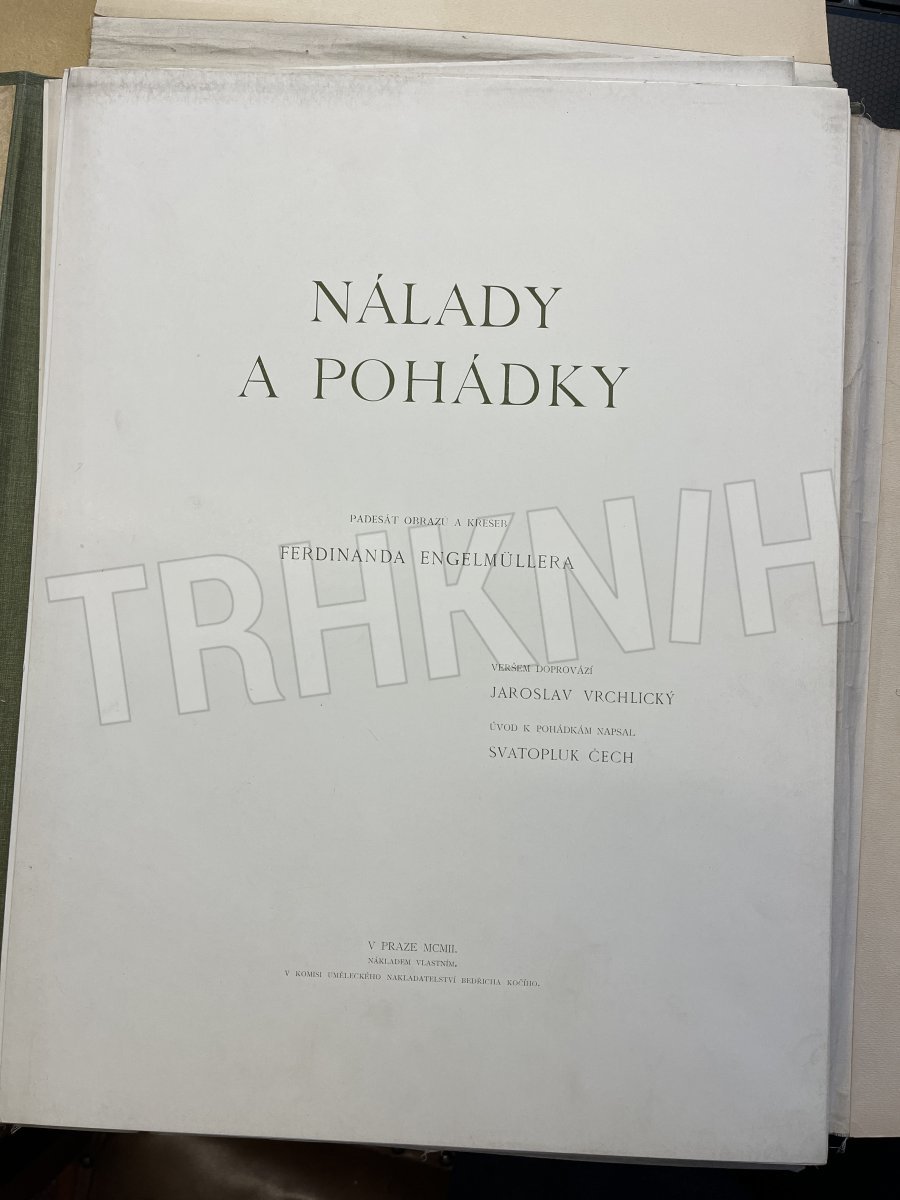 NÁLADY
A POHÁDKY
PADESÁT OBRAZŮ A KRESEB
FERDINANDA ENGELMÜLLERA
TRHKNIH
VERŠEM DOPROVÁZÍ
JAROSLAV VRCHLICKÝ
ÚVOD K POHÁDKÁM NAPSAL
SVATOPLUK ČECH
V PRAZE MCMII.
NÁKLADEM VLASTNÍM.
V KOMISI UMĚLECKÉHO NAKLADATELSTVÍ BEDŘICHA KOČÍHO.